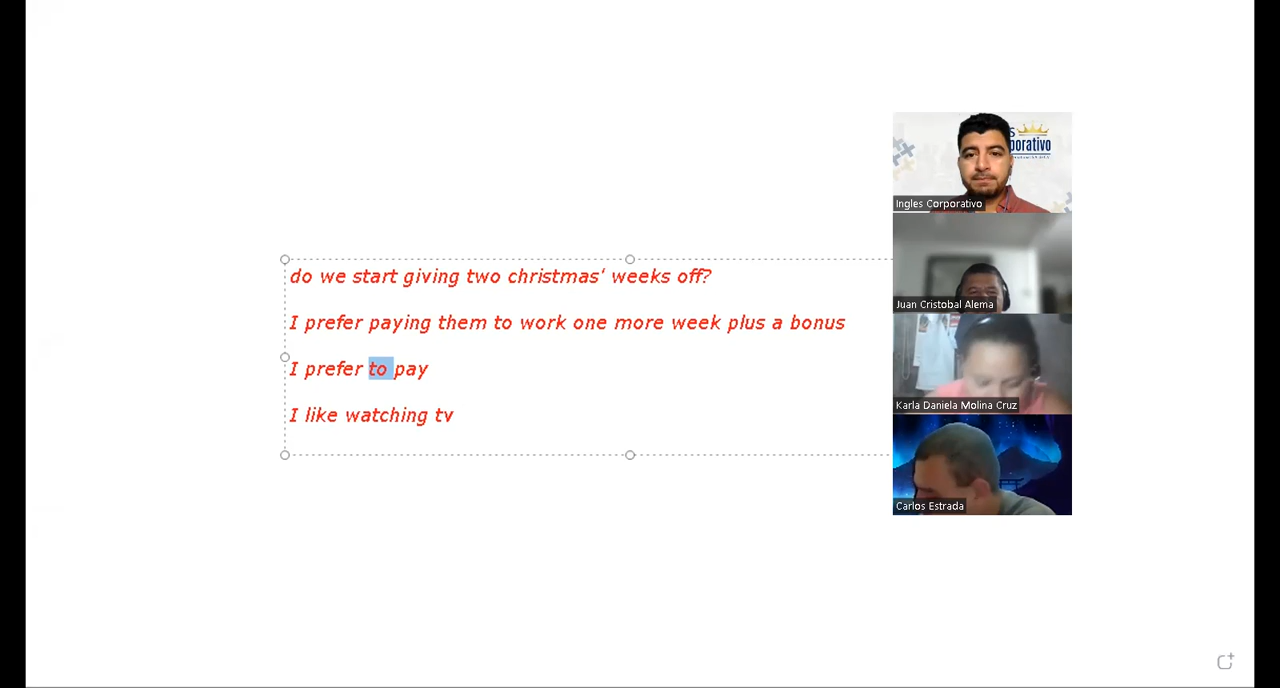 do we start giving two christmas' weeks off?
I prefer paying them to work one more week plus a bonus
I prefer to pay
I like watching tv
S
porativo
Ingles Corporativo
Juan Cristobal Alema
Karla Daniela Molina Cruz
Carlos Estrada